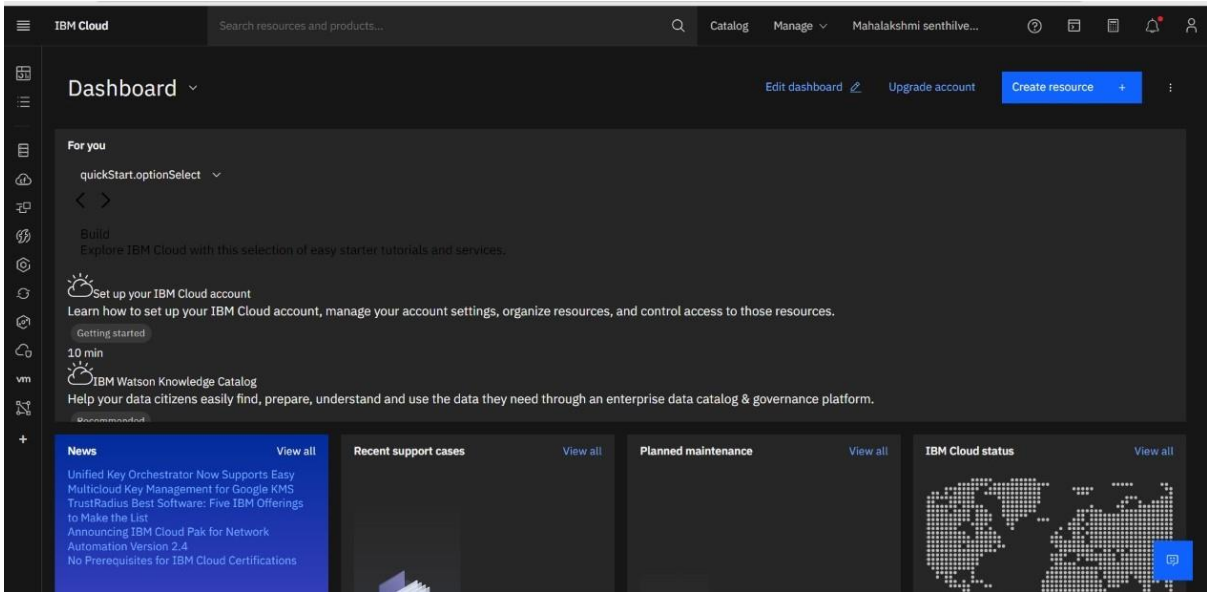 IBM Cloud
Search resources and products...
Catalog
Manage
Mahalakshmi senthilve...
Dashboard
Edit dashboard
Upgrade account
Create resource +
For you
quickStart.optionSelect
Build
Explore IBM Cloud with this selection of easy starter tutorials and services.
Set up your IBM Cloud account
Learn how to set up your IBM Cloud account, manage your account settings, organize resources, and control access to those resources.
Getting started
10 min
IBM Watson Knowledge Catalog
Help your data citizens easily find, prepare, understand and use the data they need through an enterprise data catalog & governance platform.
Recommended
vm
News
View all
Unified Key Orchestrator Now Supports Easy
Multicloud Key Management for Google KMS
TrustRadius Best Software: Five IBM Offerings
to Make the List
Announcing IBM Cloud Pak for Network
Automation Version 2.4
No Prerequisites for IBM Cloud Certifications
Recent support cases
View all
Planned maintenance
View all
IBM Cloud status
View all